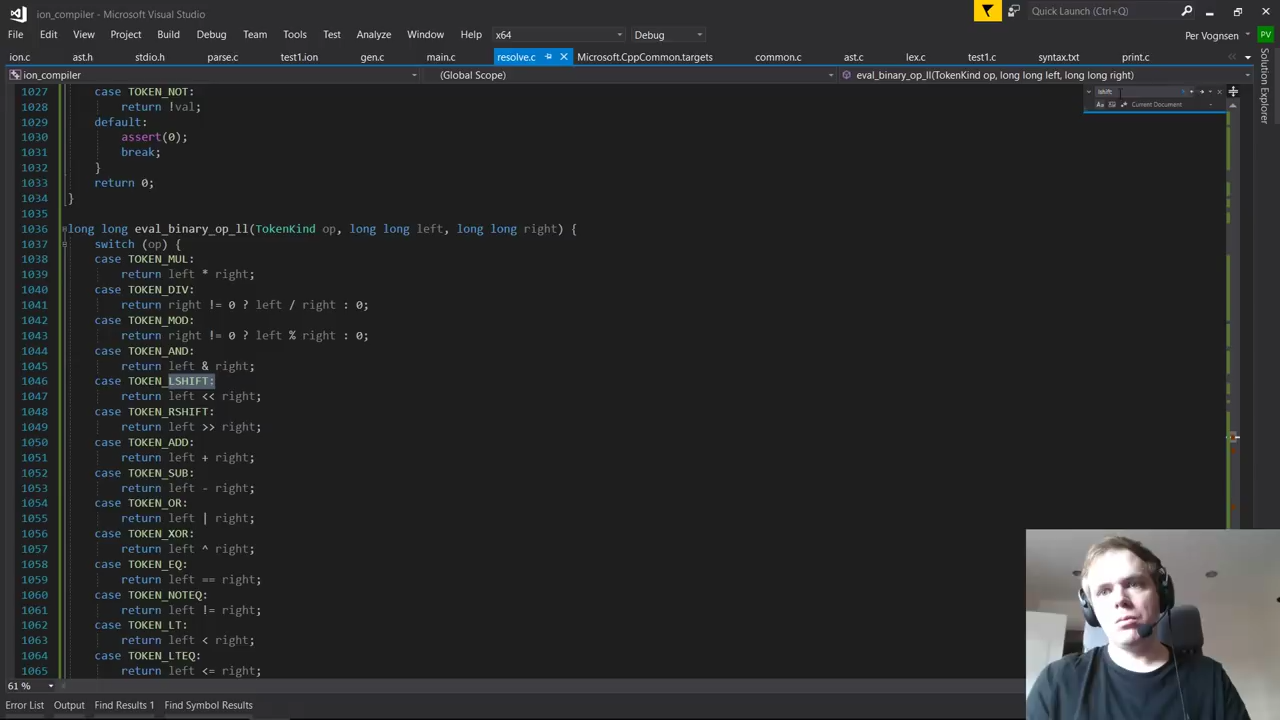 ion_compiler - Microsoft Visual Studio
Quick Launch (Ctrl+Q)
File Edit View Project Build Debug Team Tools Test Analyze Window Help x64 Debug
Per Vognsen PV
ion.c ast.h stdio.h parse.c test1.ion gen.c main.c resolve.c Microsoft.CppCommon.targets common.c ast.c lex.c test1.c syntax.txt print.c
ion_compiler (Global Scope) eval_binary_op_ll(TokenKind op, long long left, long long right)
lshift:
Aa Current Document
Solution Explorer
1027 case TOKEN_NOT:
1028 return !val;
1029 default:
1030 assert(0);
1031 break;
1032 }
1033 return 0;
1034 }
1035
1036 long long eval_binary_op_ll(TokenKind op, long long left, long long right) {
1037 switch (op) {
1038 case TOKEN_MUL:
1039 return left * right;
1040 case TOKEN_DIV:
1041 return right != 0 ? left / right : 0;
1042 case TOKEN_MOD:
1043 return right != 0 ? left % right : 0;
1044 case TOKEN_AND:
1045 return left & right;
1046 case TOKEN_LSHIFT:
1047 return left << right;
1048 case TOKEN_RSHIFT:
1049 return left >> right;
1050 case TOKEN_ADD:
1051 return left + right;
1052 case TOKEN_SUB:
1053 return left - right;
1054 case TOKEN_OR:
1055 return left | right;
1056 case TOKEN_XOR:
1057 return left ^ right;
1058 case TOKEN_EQ:
1059 return left == right;
1060 case TOKEN_NOTEQ:
1061 return left != right;
1062 case TOKEN_LT:
1063 return left < right;
1064 case TOKEN_LTEQ:
1065 return left <= right;
61 %
Error List Output Find Results 1 Find Symbol Results